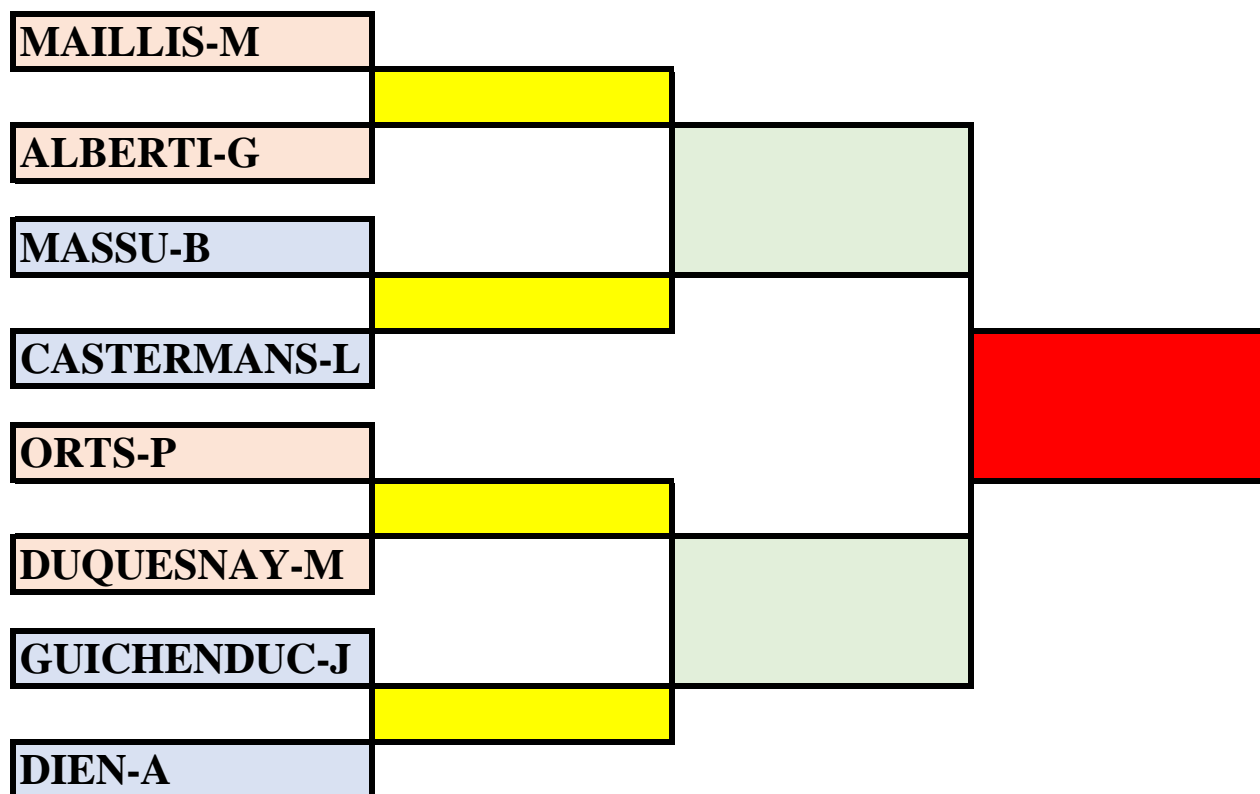 MAILLIS-M
ALBERTI-G
MASSU-B
CASTERMANS-L
ORTS-P
DUQUESNAY-M
GUICHENDUC-J
DIEN-A